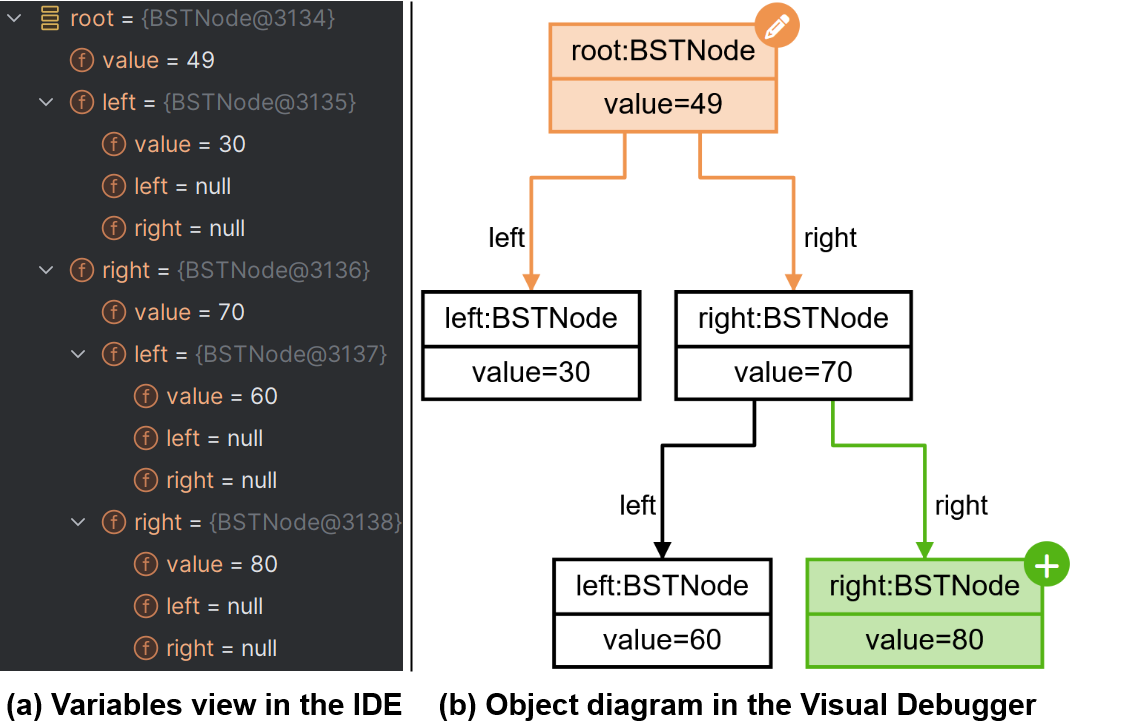 root = {BSTNode@3134}
f value = 49
f left = {BSTNode@3135}
f value = 30
f left = null
f right = null
f right = {BSTNode@3136}
f value = 70
f left = {BSTNode@3137}
f value = 60
f left = null
f right = null
f right = {BSTNode@3138}
f value = 80
f left = null
f right = null
(a) Variables view in the IDE
root:BSTNode
value=49
left
right
left:BSTNode
value=30
right:BSTNode
value=70
left
right
left:BSTNode
value=60
right:BSTNode
value=80
(b) Object diagram in the Visual Debugger